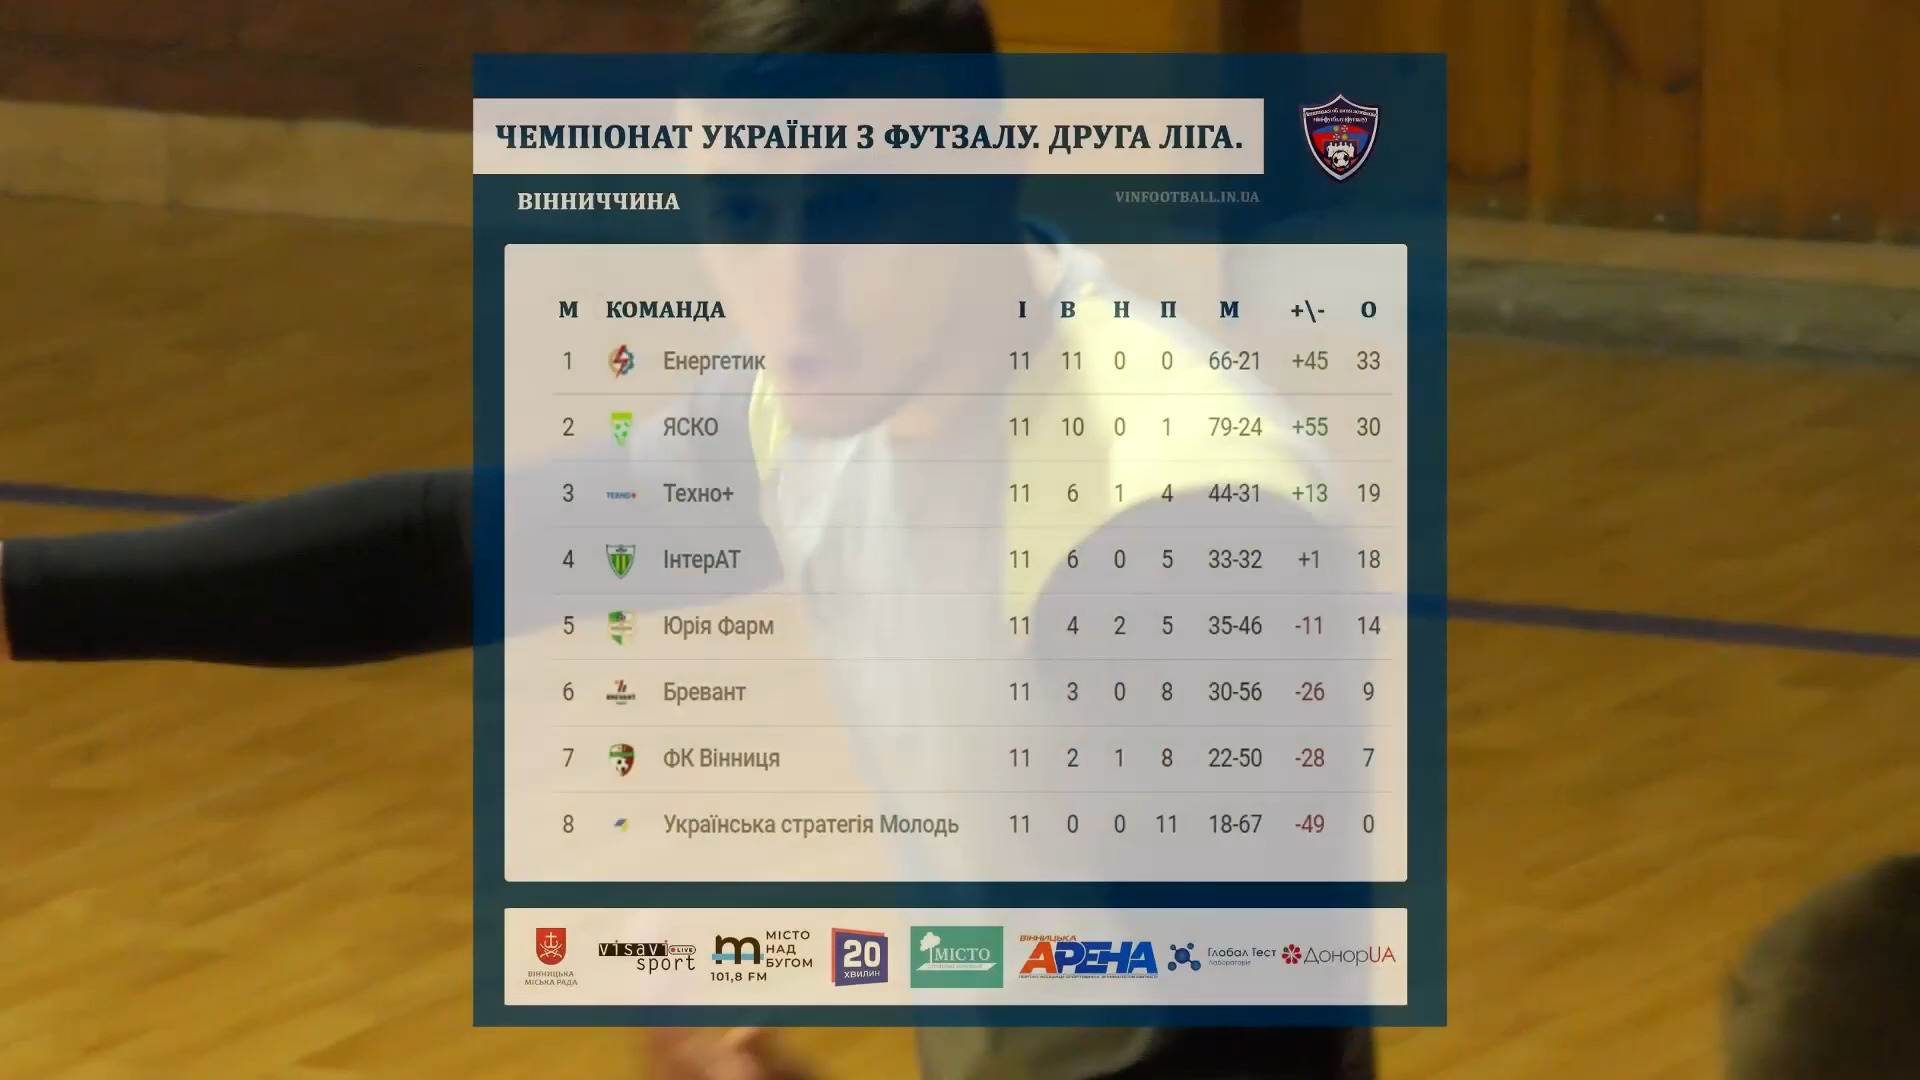 ЧЕМПІОНАТ УКРАЇНИ З ФУТЗАЛУ. ДРУГА ЛІГА.
ВІННИЧЧИНА
VINFOOTBALL.IN.UA
М КОМАНДА І В Н П М +\- О
1 Енергетик 11 11 0 0 66-21 +45 33
2 ЯСКО 11 10 0 1 79-24 +55 30
3 ТЕХНО+ Техно+ 11 6 1 4 44-31 +13 19
4 ІнтерАТ 11 6 0 5 33-32 +1 18
5 Юрія Фарм 11 4 2 5 35-46 -11 14
6 Бревант 11 3 0 8 30-56 -26 9
7 ФК Вінниця 11 2 1 8 22-50 -28 7
8 Українська стратегія Молодь 11 0 0 11 18-67 -49 0
ВІННИЦЬКА
МІСЬКА РАДА
visavi LIVE
sport
МІСТО
НАД
БУГОМ
101,8 FM
20
ХВИЛИН
МІСТО
ВІННИЦЬКА
АРЕНА
Глобал Тест
Лабораторія
ДонорUA